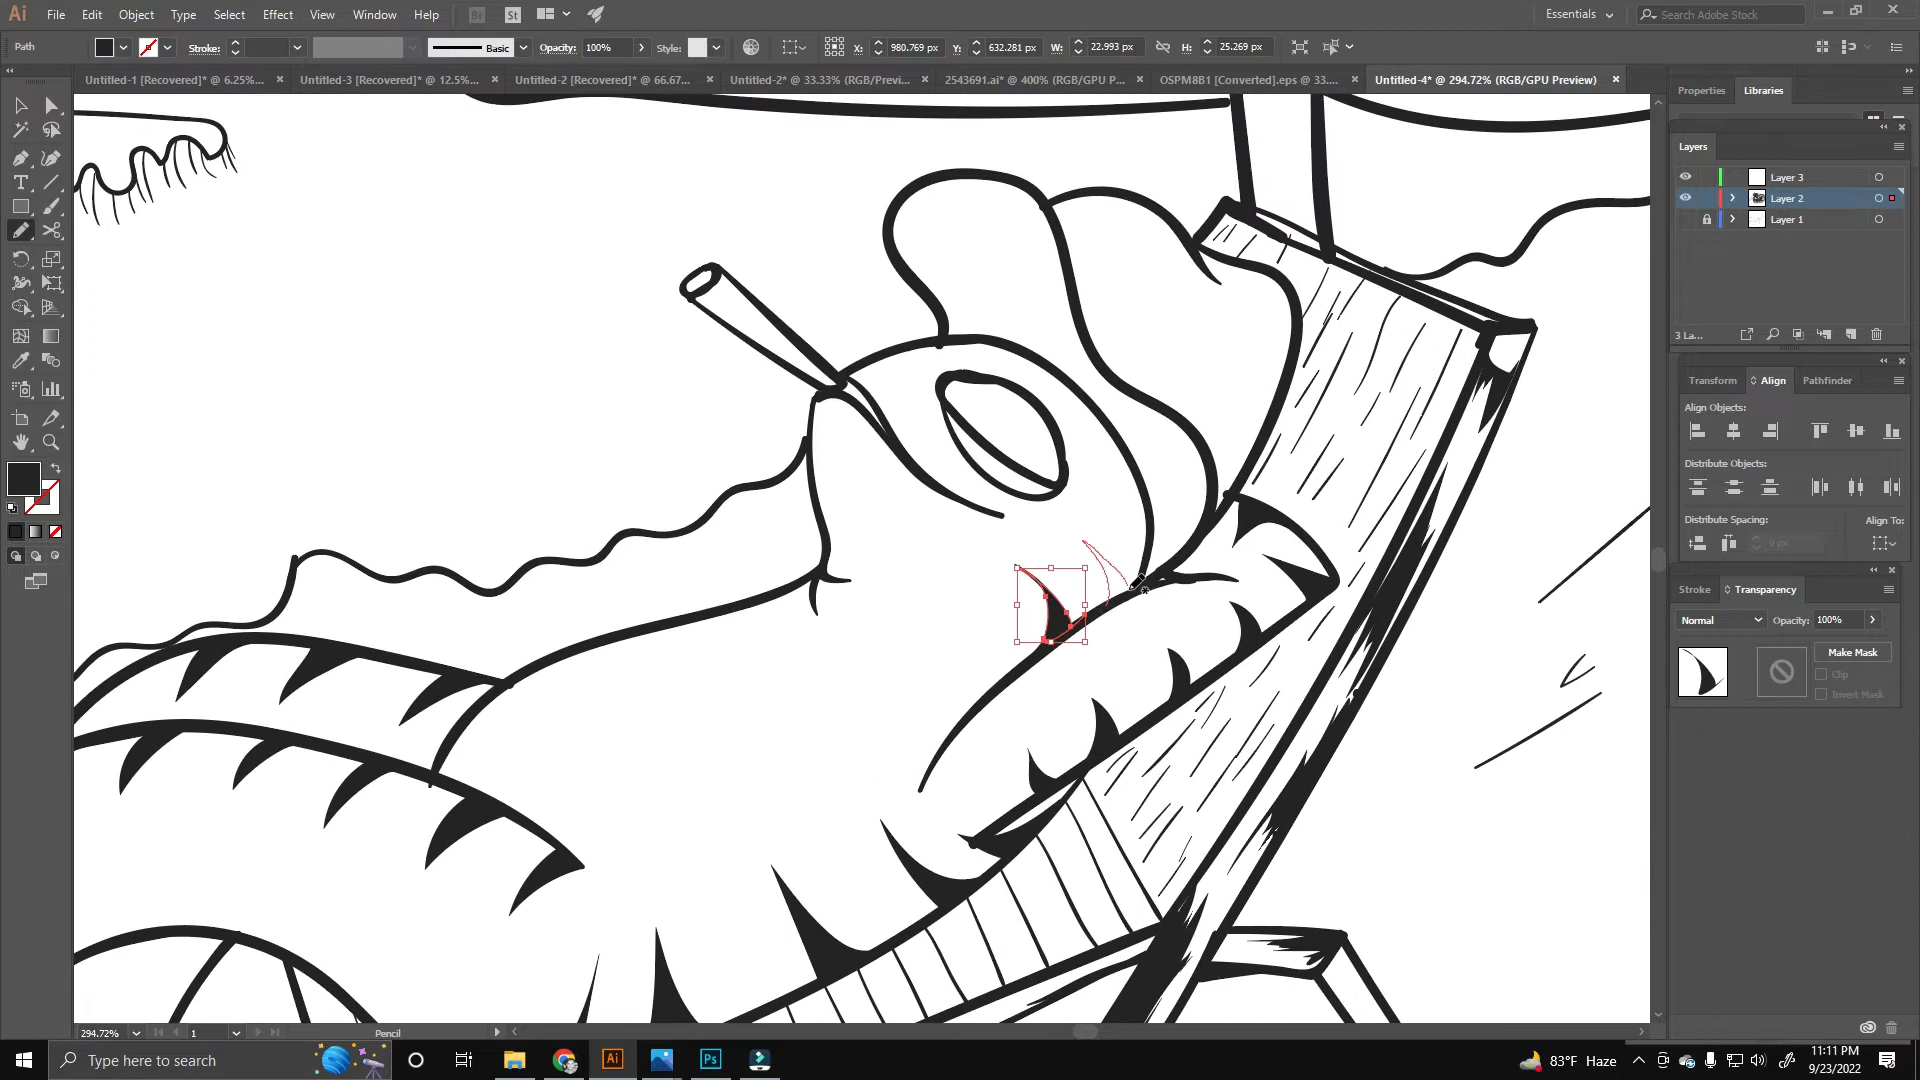 Ai File Edit Object Type Select Effect View Window Help Br St Essentials Search Adobe Stock
Path Stroke: Basic Opacity: 100% Style: X: 980.769 px Y: 632.281 px W: 22.993 px H: 25.269 px
Untitled-1 [Recovered]* @ 6.25%... × Untitled-3 [Recovered]* @ 12.5%... × Untitled-2 [Recovered]* @ 66.67... × Untitled-2* @ 33.33% (RGB/Previ... × 2543691.ai* @ 400% (RGB/GPU P... × OSPM8B1 [Converted].eps @ 33.... × Untitled-4* @ 294.72% (RGB/GPU Preview) ×
Properties Libraries
Layers
Layer 3
Layer 2
Layer 1
3 La...
Transform Align Pathfinder
Align Objects:
Distribute Objects:
Distribute Spacing: Align To:
0 px
Stroke Transparency
Normal Opacity: 100%
Make Mask
Clip
Invert Mask
294.72% 1 Pencil
Type here to search Ai Ps 83°F Haze 11:11 PM
9/23/2022